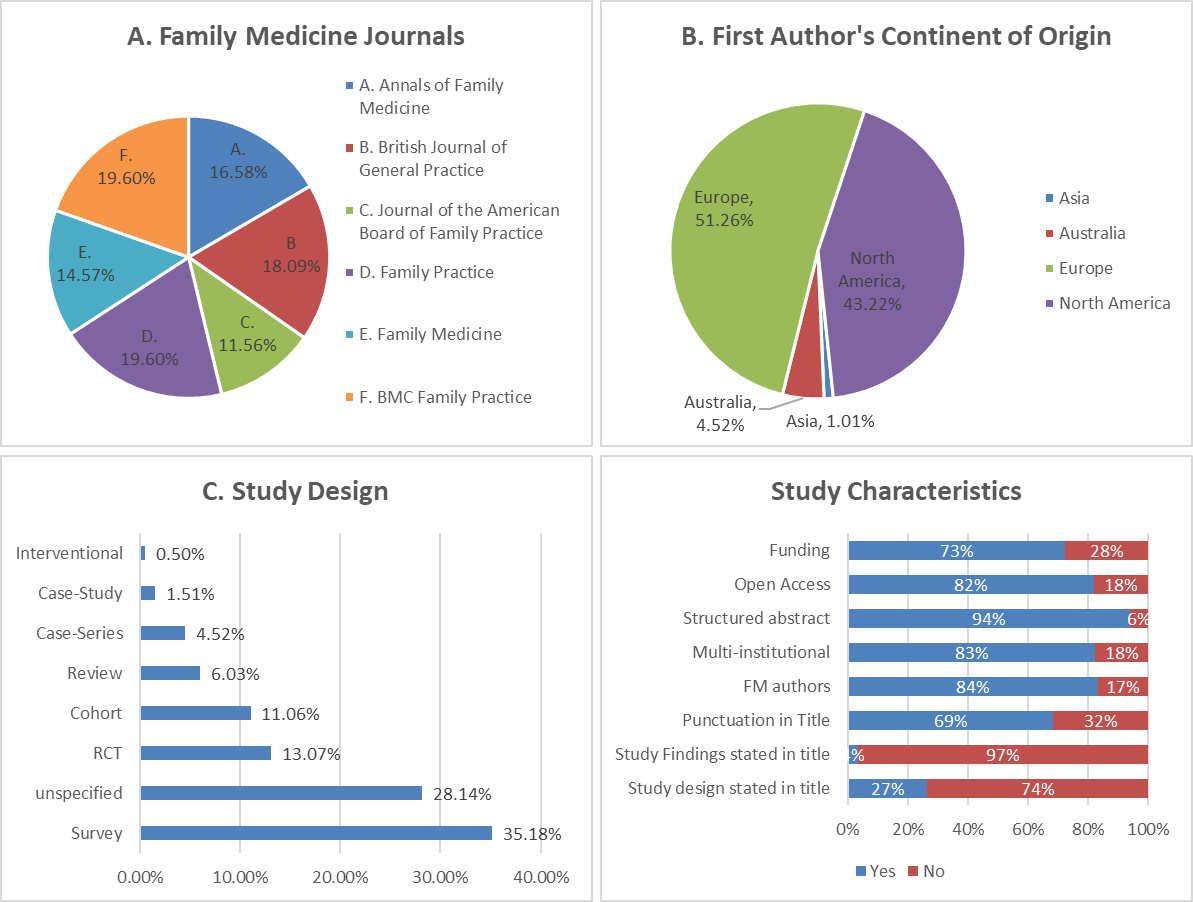 A. Family Medicine Journals
A.
16.58%
B
18.09%
C.
11.56%
D.
19.60%
E.
14.57%
F.
19.60%
A. Annals of Family
Medicine
B. British Journal of
General Practice
C. Journal of the American
Board of Family Practice
D. Family Practice
E. Family Medicine
F. BMC Family Practice
B. First Author's Continent of Origin
Europe,
51.26%
North
America,
43.22%
Australia,
4.52%
Asia, 1.01%
Asia
Australia
Europe
North America
C. Study Design
Interventional 0.50%
Case-Study 1.51%
Case-Series 4.52%
Review 6.03%
Cohort 11.06%
RCT 13.07%
unspecified 28.14%
Survey 35.18%
0.00% 10.00% 20.00% 30.00% 40.00%
Study Characteristics
Funding 73% 28%
Open Access 82% 18%
Structured abstract 94% 6%
Multi-institutional 83% 18%
FM authors 84% 17%
Punctuation in Title 69% 32%
Study Findings stated in title 97%
Study design stated in title 27% 74%
0% 20% 40% 60% 80% 100%
Yes No